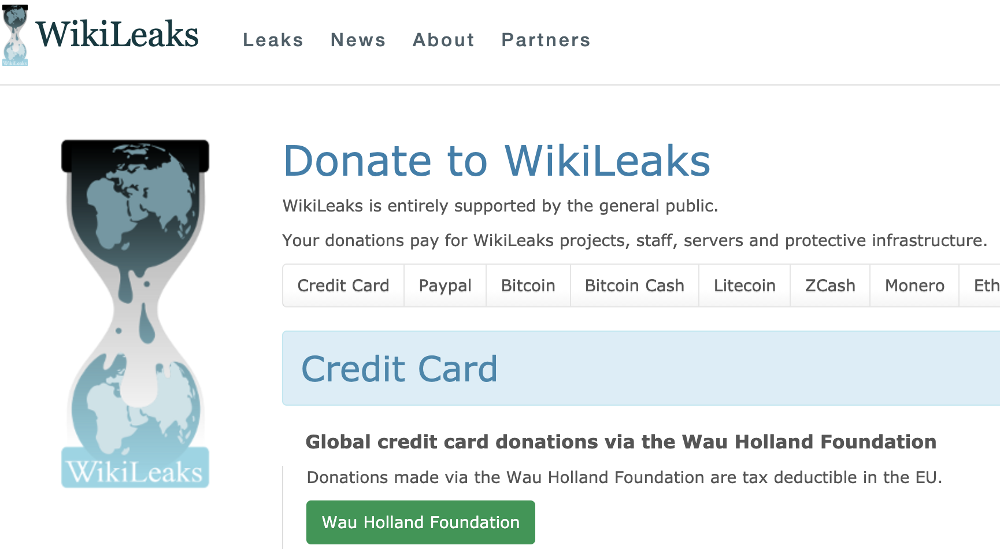 WikiLeaks
WikiLeaks Leaks News About Partners
Donate to WikiLeaks
WikiLeaks is entirely supported by the general public.
Your donations pay for WikiLeaks projects, staff, servers and protective infrastructure.
Credit Card Paypal Bitcoin Bitcoin Cash Litecoin ZCash Monero Eth
Credit Card
Global credit card donations via the Wau Holland Foundation
WikiLeaks
Donations made via the Wau Holland Foundation are tax deductible in the EU.
Wau Holland Foundation